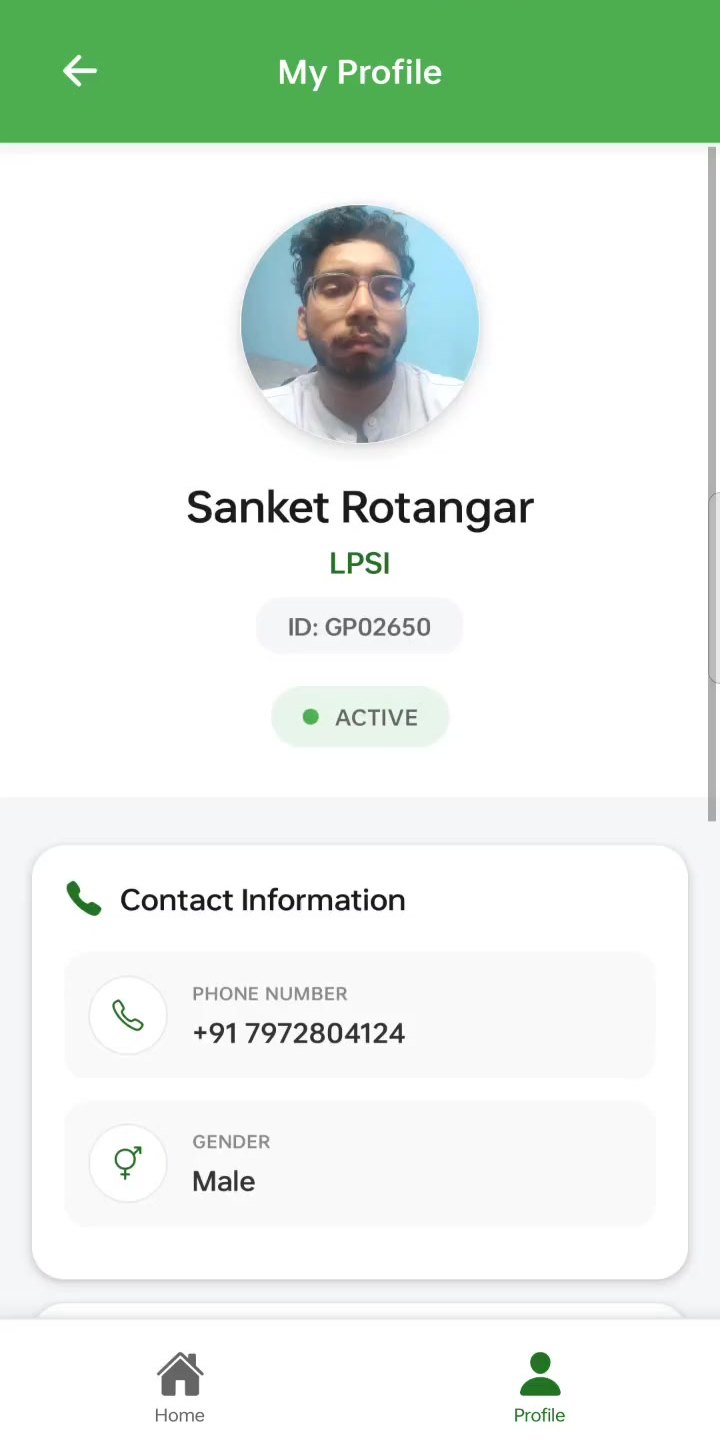 My Profile
Sanket Rotangar
LPSI
ID: GP02650
ACTIVE
Contact Information
PHONE NUMBER
+91 7972804124
GENDER
Male
Home
Profile